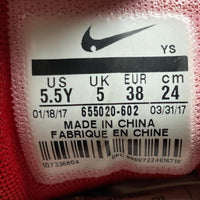 YS
US UK EUR cm
5.5Y 5 38 24
01/18/17 655020-602 03/31/17
MADE IN CHINA
FABRIQUE EN CHINE